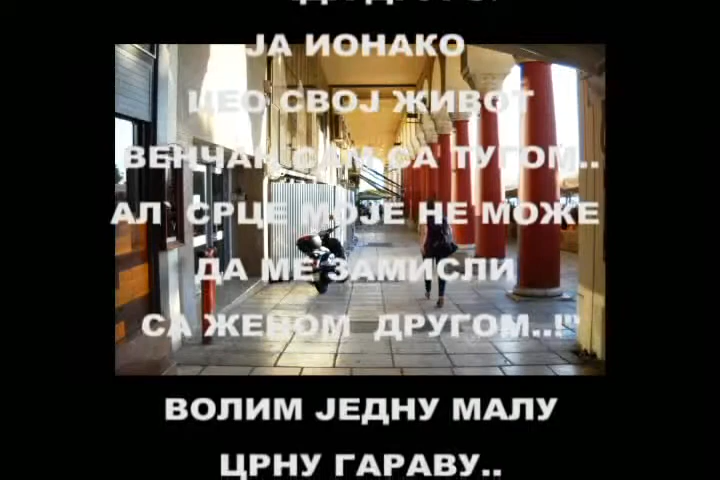 ЈА ИОНАКО
ЦЕО СВОЈ ЖИВОТ
ВЕНЧАН САМ СА ТУГОМ..
АЛ` СРЦЕ МОЈЕ НЕ МОЖЕ
ДА МЕ ЗАМИСЛИ
СА ЖЕНОМ ДРУГОМ..!"
ВОЛИМ ЈЕДНУ МАЛУ
ЦРНУ ГАРАВУ..